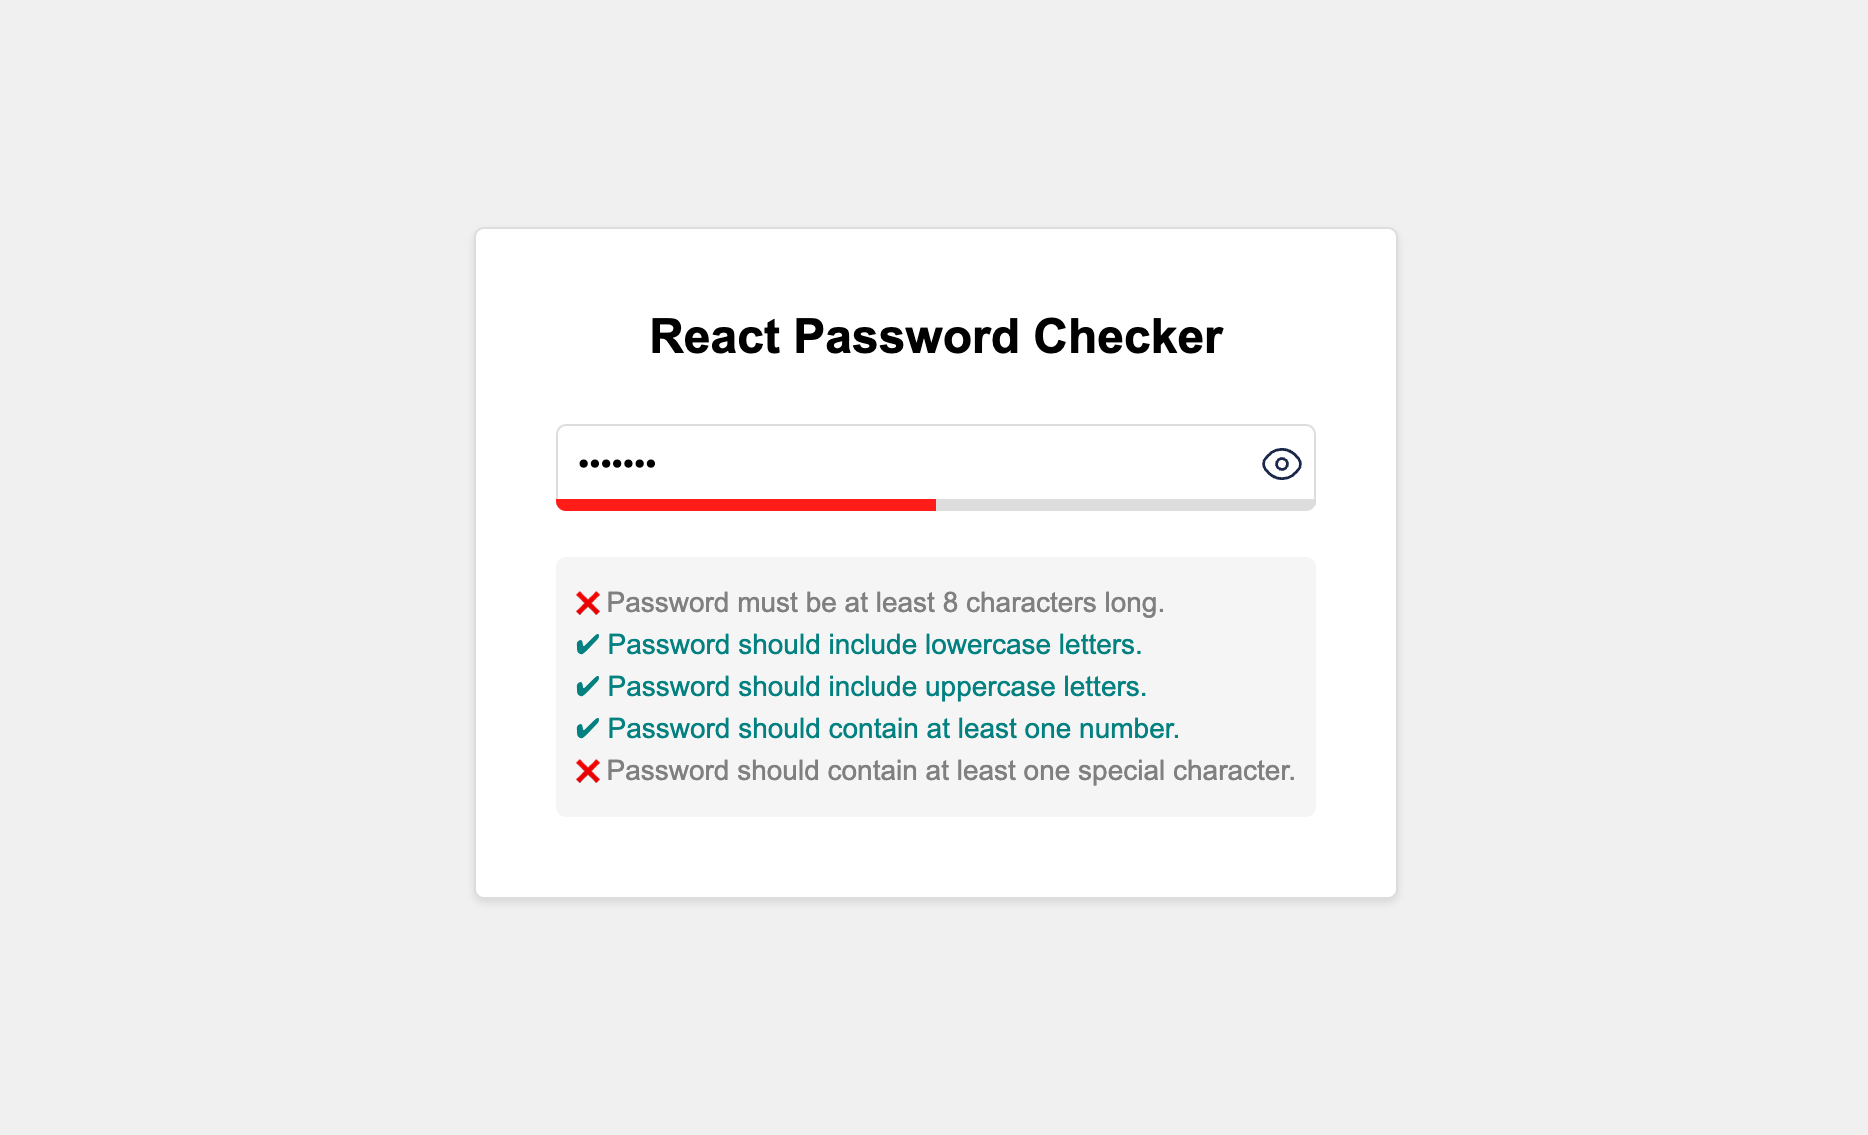 React Password Checker
•••••••
❌ Password must be at least 8 characters long.
✔ Password should include lowercase letters.
✔ Password should include uppercase letters.
✔ Password should contain at least one number.
❌ Password should contain at least one special character.